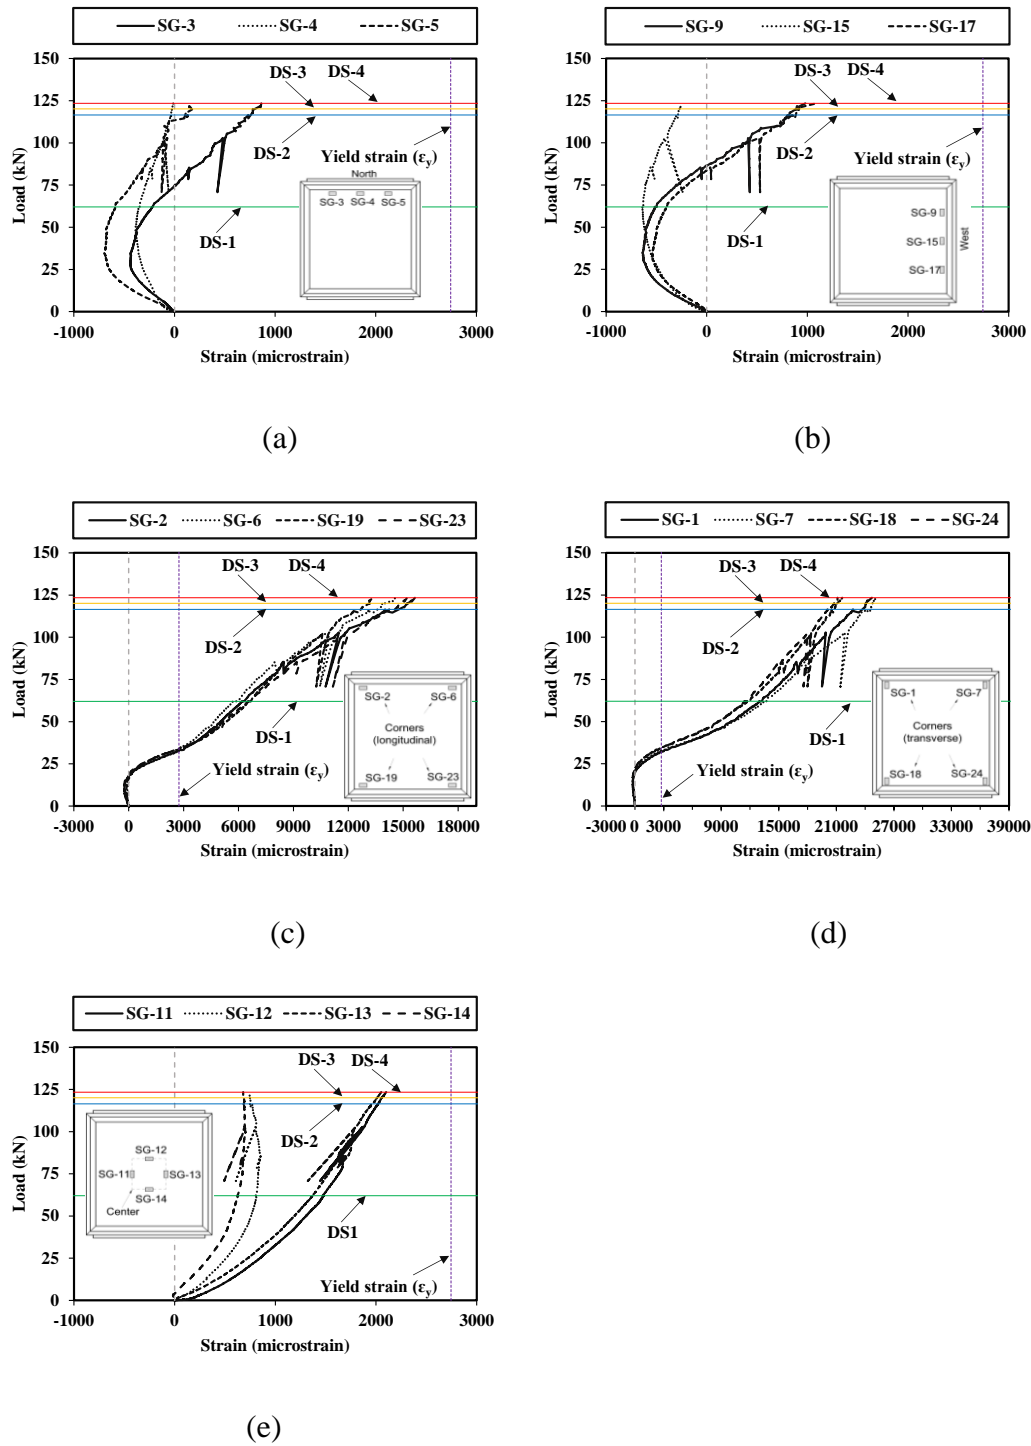 SG-3 SG-4 SG-5
150
125
100
75
50
25
0
Load (kN)
DS-3 DS-4
DS-2
Yield strain (εy)
North
SG-3 SG-4 SG-5
DS-1
-1000 0 1000 2000 3000
Strain (microstrain)
(a)
SG-9 SG-15 SG-17
150
125
100
75
50
25
0
Load (kN)
DS-3 DS-4
DS-2
Yield strain (εy)
SG-9
SG-15
West
SG-17
DS-1
-1000 0 1000 2000 3000
Strain (microstrain)
(b)
SG-2 SG-6 SG-19 SG-23
150
125
100
75
50
25
0
Load (kN)
DS-3 DS-4
DS-2
SG-2 SG-6
Corners
(longitudinal)
SG-19 SG-23
DS-1
Yield strain (εy)
-3000 0 3000 6000 9000 12000 15000 18000
Strain (microstrain)
(c)
SG-1 SG-7 SG-18 SG-24
150
125
100
75
50
25
0
Load (kN)
DS-3 DS-4
DS-2
SG-1 SG-7
Corners
(transverse)
SG-18 SG-24
DS-1
Yield strain (εy)
-3000 0 3000 9000 15000 21000 27000 33000 39000
Strain (microstrain)
(d)
SG-11 SG-12 SG-13 SG-14
150
125
100
75
50
25
0
Load (kN)
DS-3 DS-4
DS-2
SG-12
SG-11 SG-13
SG-14
Center
DS1
Yield strain (εy)
-1000 0 1000 2000 3000
Strain (microstrain)
(e)